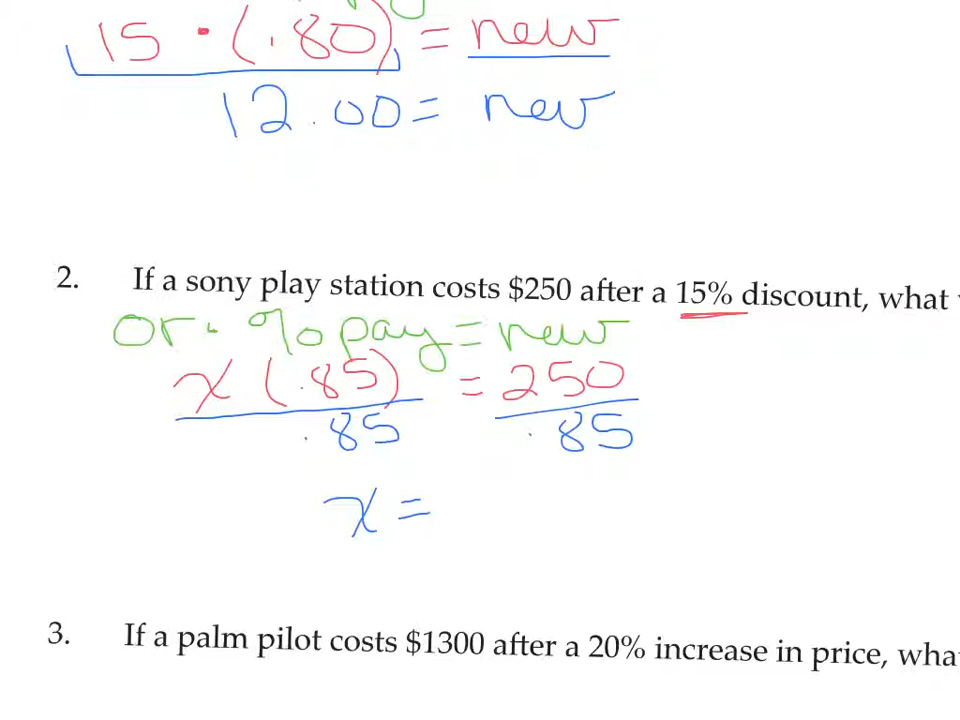 15 · (.80) = new
12.00 = new
2. If a sony play station costs $250 after a 15% discount, what
or · % pay = new
x (.85) = 250
.85 .85
x =
3. If a palm pilot costs $1300 after a 20% increase in price, wha